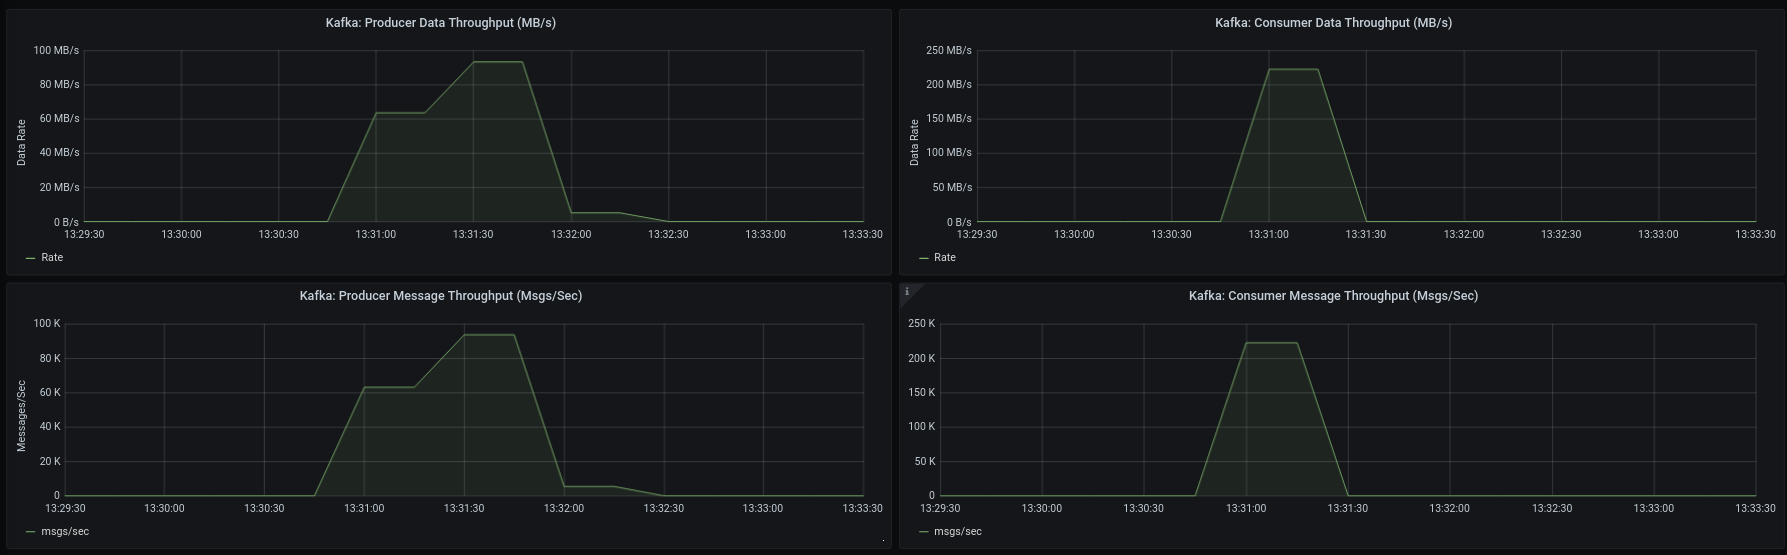 Kafka: Producer Data Throughput (MB/s)
100 MB/s
80 MB/s
60 MB/s
40 MB/s
20 MB/s
0 B/s
Data Rate
13:29:30 13:30:00 13:30:30 13:31:00 13:31:30 13:32:00 13:32:30 13:33:00 13:33:30
Rate
Kafka: Consumer Data Throughput (MB/s)
250 MB/s
200 MB/s
150 MB/s
100 MB/s
50 MB/s
0 B/s
Data Rate
13:29:30 13:30:00 13:30:30 13:31:00 13:31:30 13:32:00 13:32:30 13:33:00 13:33:30
Rate
Kafka: Producer Message Throughput (Msgs/Sec)
100 K
80 K
60 K
40 K
20 K
0
Messages/Sec
13:29:30 13:30:00 13:30:30 13:31:00 13:31:30 13:32:00 13:32:30 13:33:00 13:33:30
msgs/sec
i
Kafka: Consumer Message Throughput (Msgs/Sec)
250 K
200 K
150 K
100 K
50 K
0
13:29:30 13:30:00 13:30:30 13:31:00 13:31:30 13:32:00 13:32:30 13:33:00 13:33:30
msgs/sec